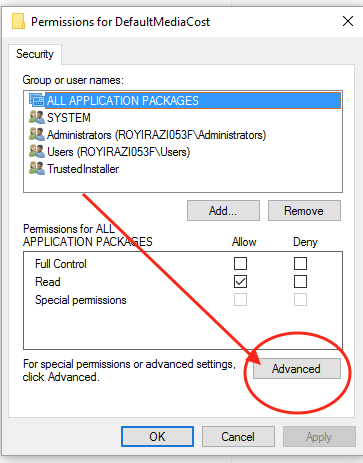 Permissions for DefaultMediaCost
Security
Group or user names:
ALL APPLICATION PACKAGES
SYSTEM
Administrators (ROYIRAZI053F\Administrators)
Users (ROYIRAZI053F\Users)
TrustedInstaller
Add...
Remove
Permissions for ALL
APPLICATION PACKAGES
Allow
Deny
Full Control
Read
Special permissions
For special permissions or advanced settings,
click Advanced.
Advanced
OK
Cancel
Apply